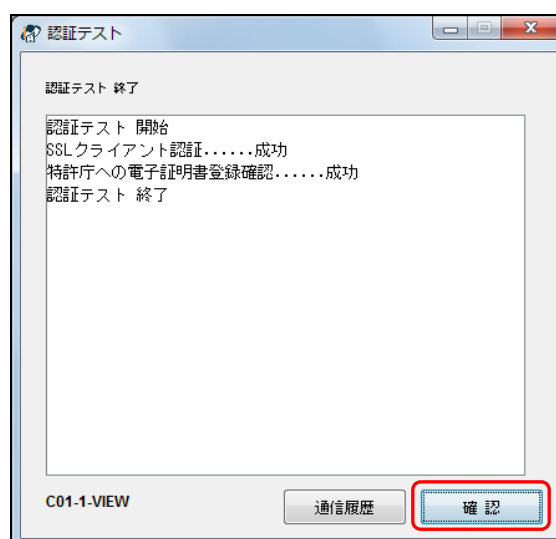 認証テスト
認証テスト 終了
認証テスト 開始
SSLクライアント認証......成功
特許庁への電子証明書登録確認......成功
認証テスト 終了
C01-1-VIEW
通信履歴
確 認